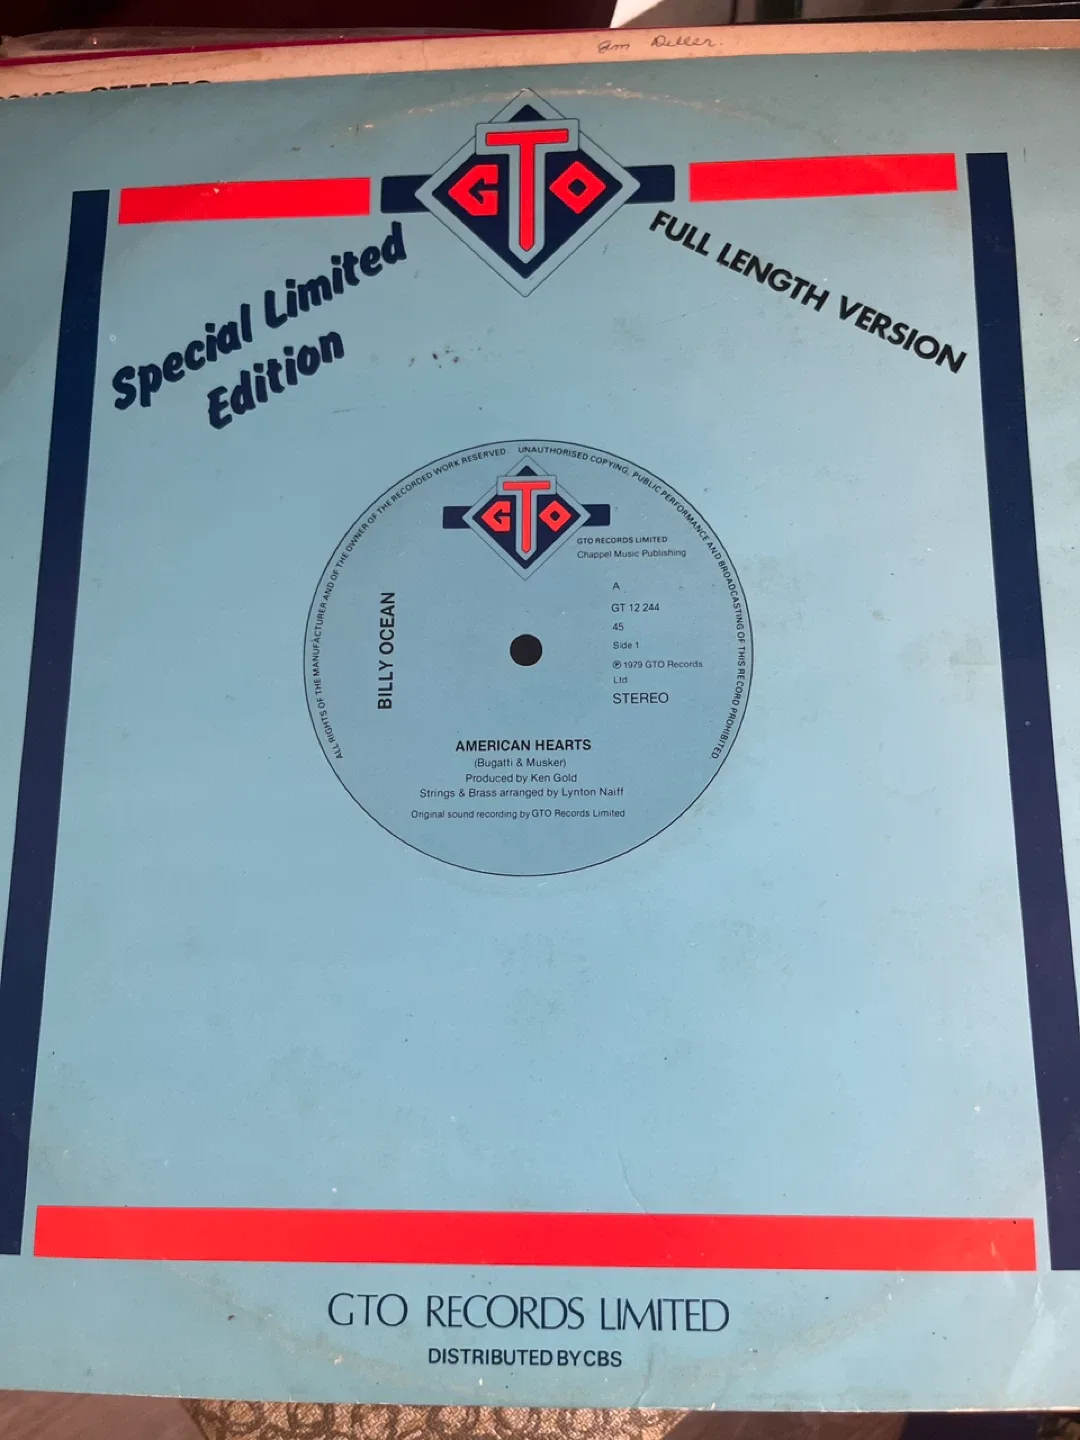 STEREO
GTO
Special Limited
Edition
FULL LENGTH VERSION
ALL RIGHTS OF THE MANUFACTURER AND OF THE OWNER OF THE RECORDED WORK RESERVED. UNAUTHORISED COPYING, PUBLIC PERFORMANCE AND BROADCASTING OF THIS RECORD PROHIBITED
GTO
GTO RECORDS LIMITED
Chappel Music Publishing
BILLY OCEAN
A
GT 12 244
45
Side 1
℗ 1979 GTO Records
Ltd
STEREO
AMERICAN HEARTS
(Bugatti & Musker)
Produced by Ken Gold
Strings & Brass arranged by Lynton Naiff
Original sound recording by GTO Records Limited
GTO RECORDS LIMITED
DISTRIBUTED BY CBS